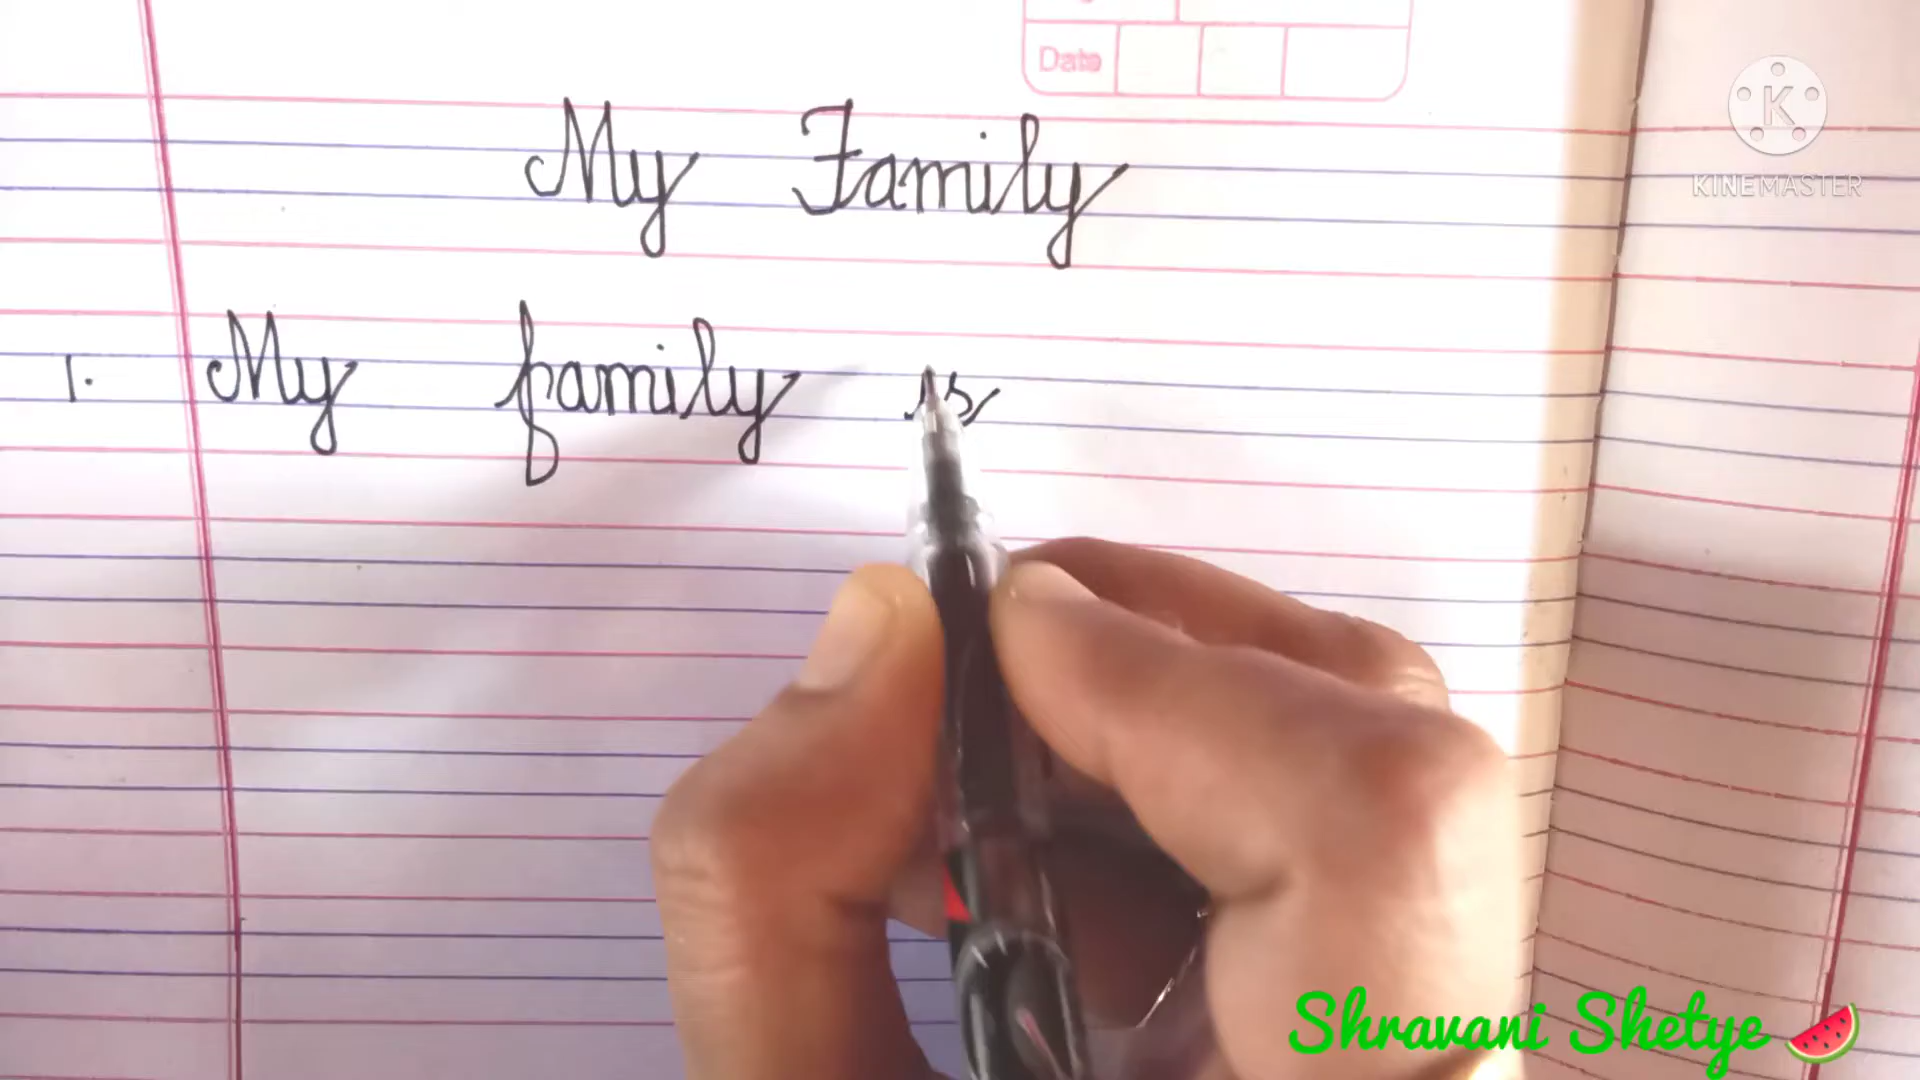 Date
My Family
1. My family is
KINEMASTER
Shravani Shetye